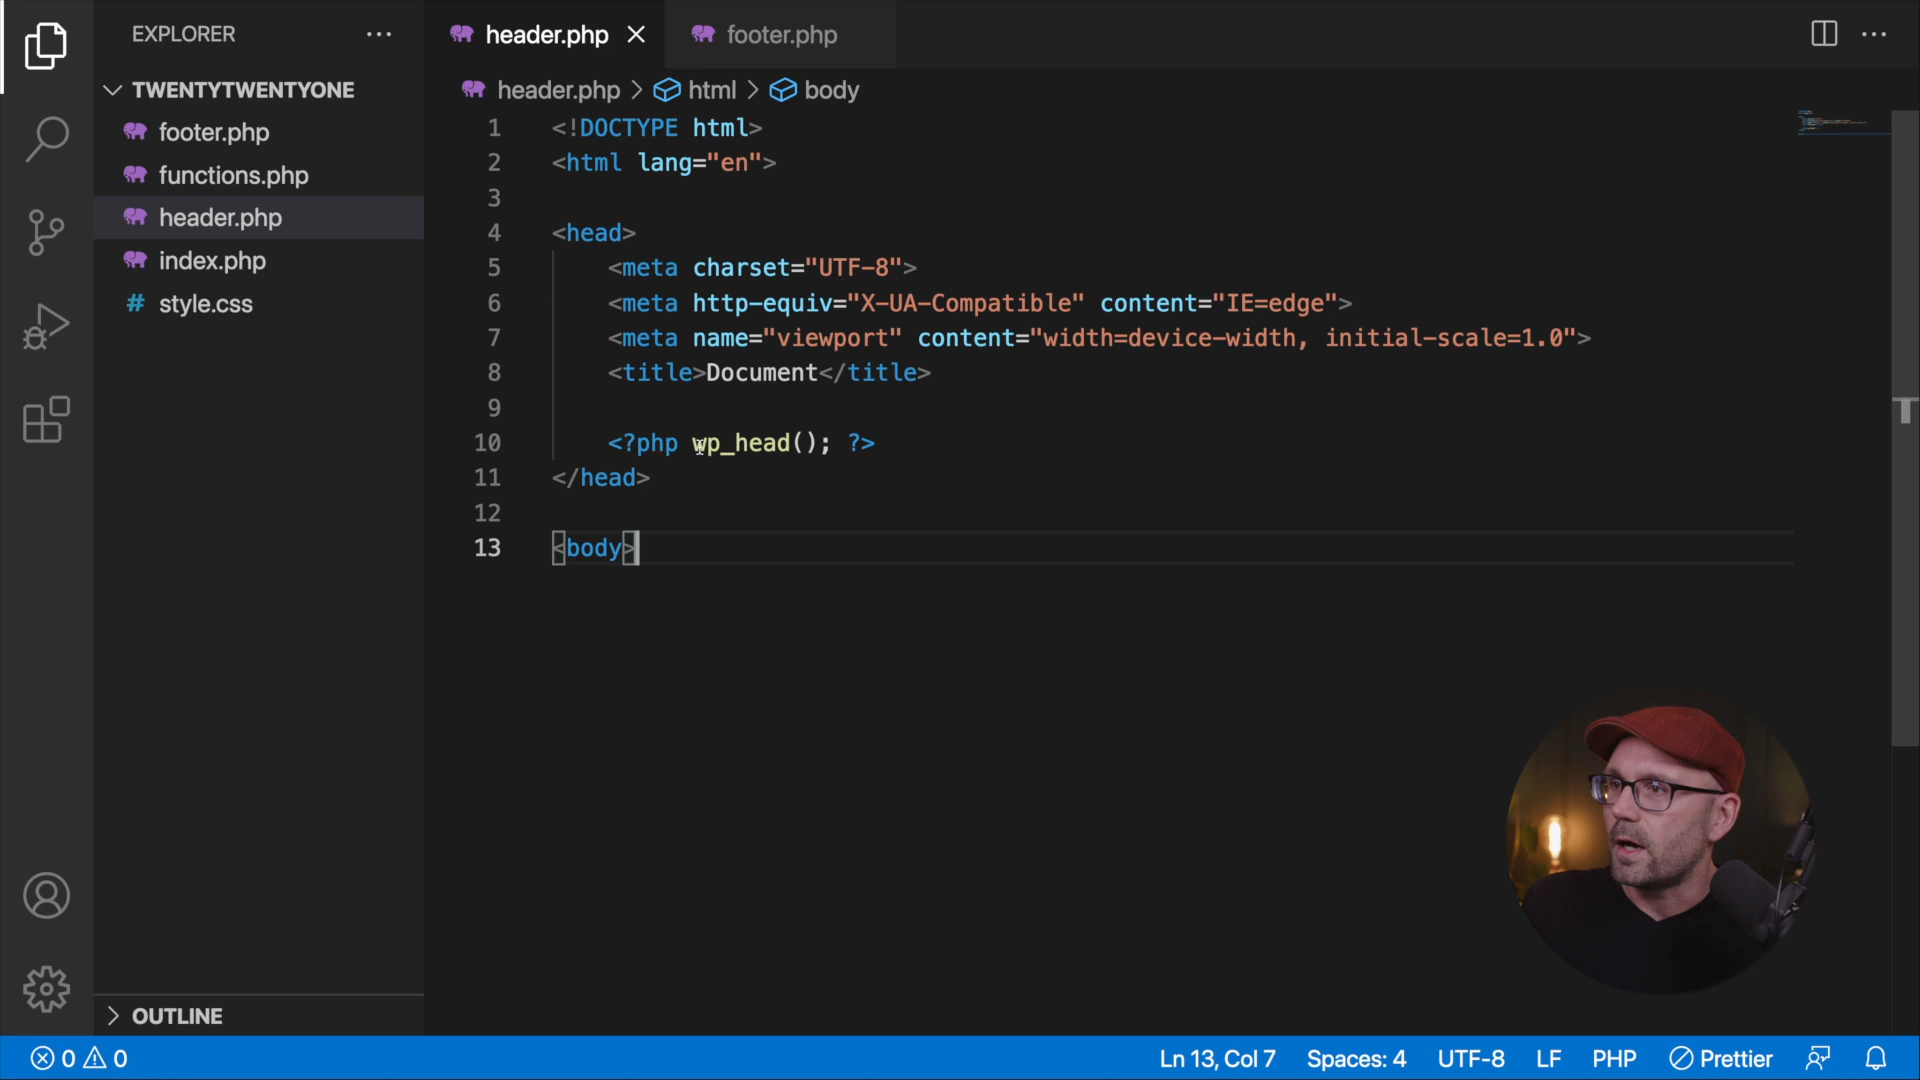 EXPLORER
TWENTYTWENTYONE
footer.php
functions.php
header.php
index.php
style.css
OUTLINE
header.php
footer.php
header.php > html > body
1 <!DOCTYPE html>
2 <html lang="en">
3
4 <head>
5 <meta charset="UTF-8">
6 <meta http-equiv="X-UA-Compatible" content="IE=edge">
7 <meta name="viewport" content="width=device-width, initial-scale=1.0">
8 <title>Document</title>
9
10 <?php wp_head(); ?>
11 </head>
12
13 <body>
0 0
Ln 13, Col 7
Spaces: 4
UTF-8
LF
PHP
Prettier